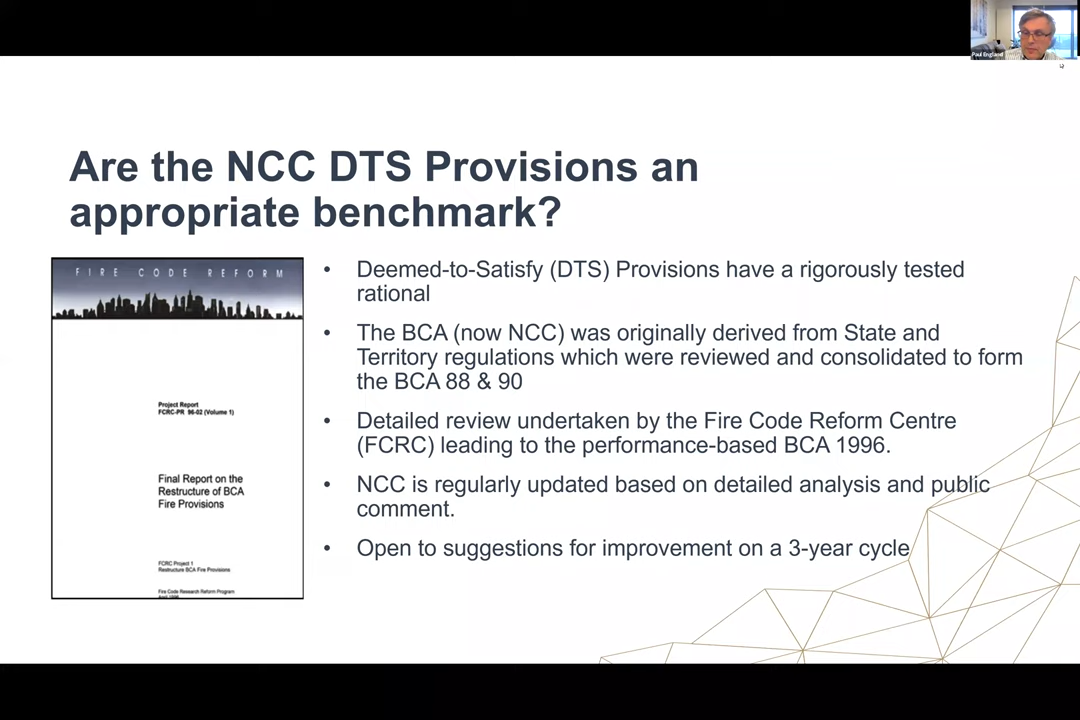 Paul England
Are the NCC DTS Provisions an
appropriate benchmark?
FIRE CODE REFORM
Project Report
FCRC-PR 96-02 (Volume 1)
Final Report on the
Restructure of BCA
Fire Provisions
FCRC Project 1
Restructure BCA Fire Provisions
Fire Code Research Reform Program
April 1996
• Deemed-to-Satisfy (DTS) Provisions have a rigorously tested
rational
• The BCA (now NCC) was originally derived from State and
Territory regulations which were reviewed and consolidated to form
the BCA 88 & 90
• Detailed review undertaken by the Fire Code Reform Centre
(FCRC) leading to the performance-based BCA 1996.
• NCC is regularly updated based on detailed analysis and public
comment.
• Open to suggestions for improvement on a 3-year cycle